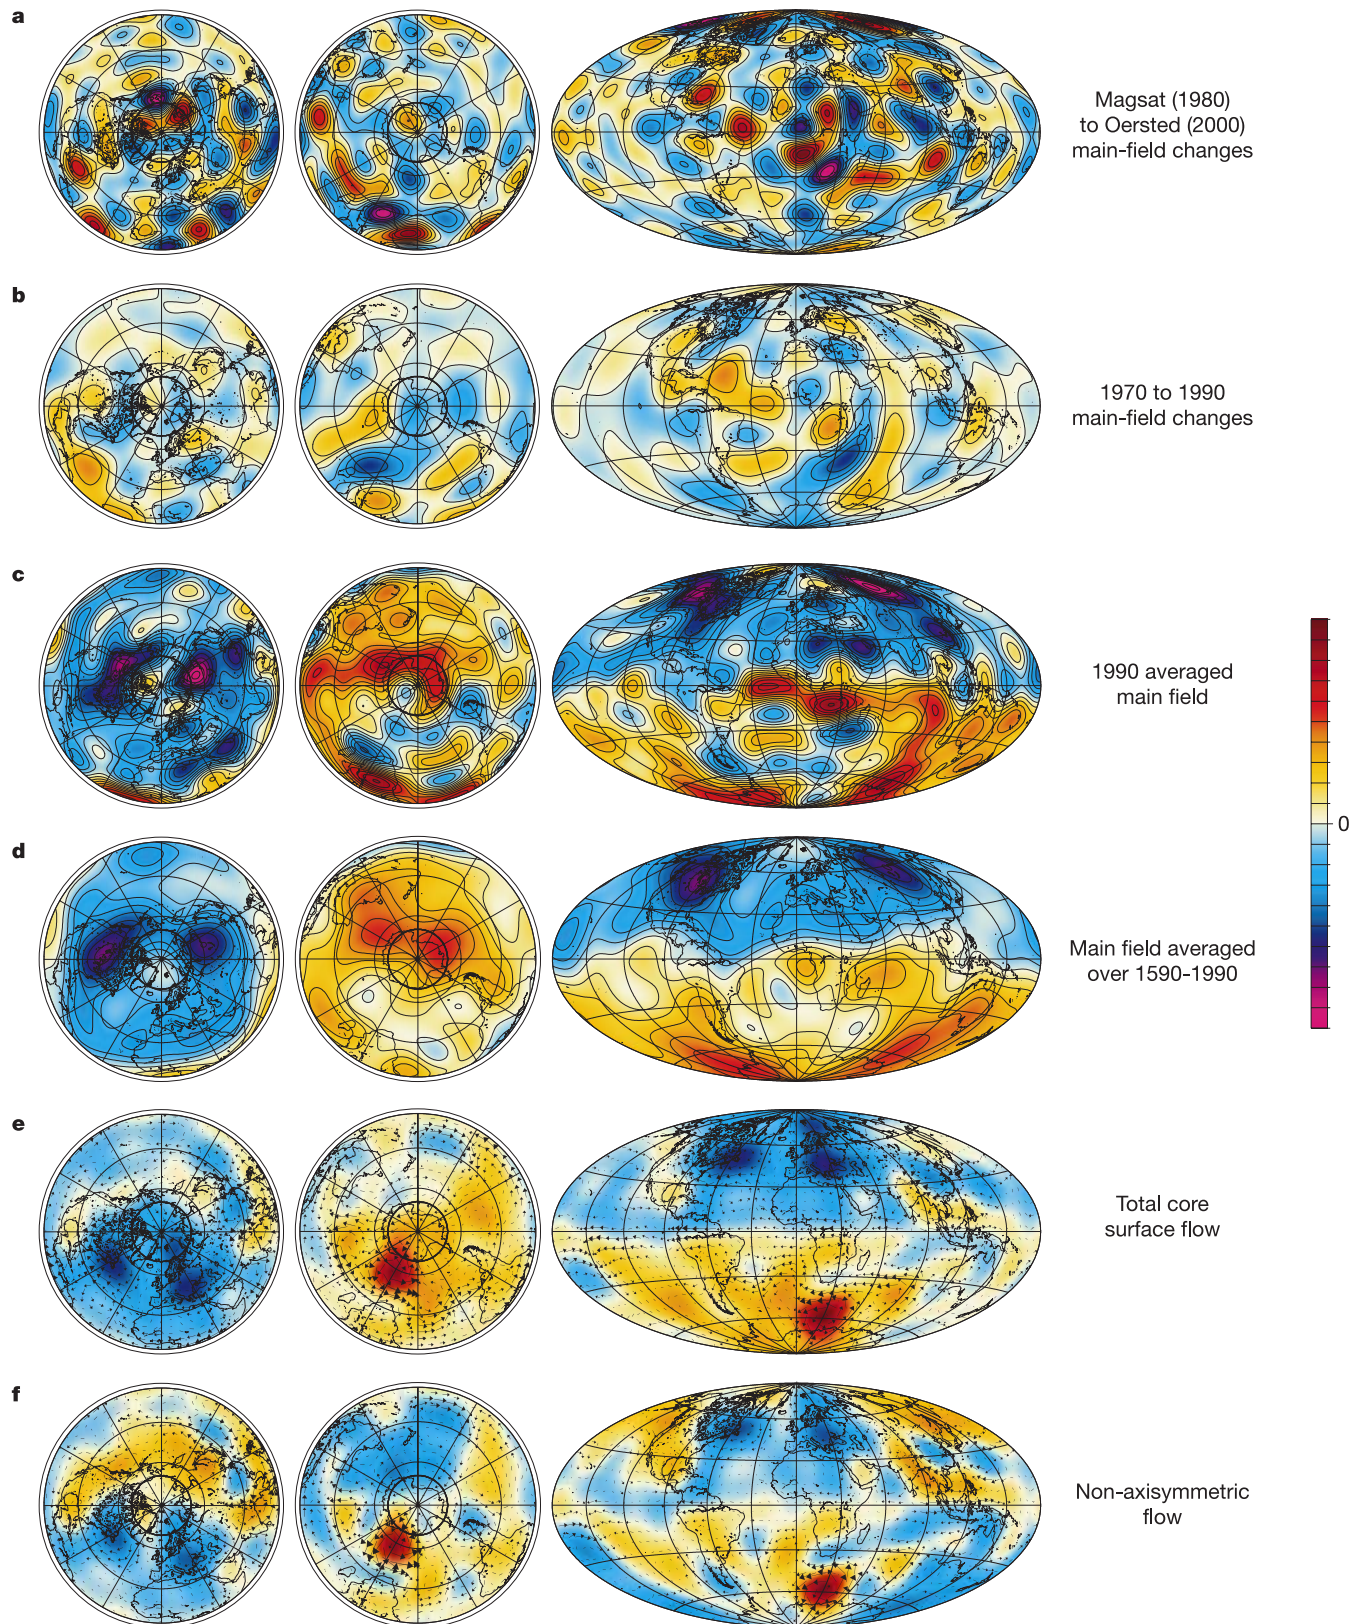 a
Magsat (1980)
to Oersted (2000)
main-field changes
b
1970 to 1990
main-field changes
c
1990 averaged
main field
0
d
Main field averaged
over 1590-1990
e
Total core
surface flow
f
Non-axisymmetric
flow